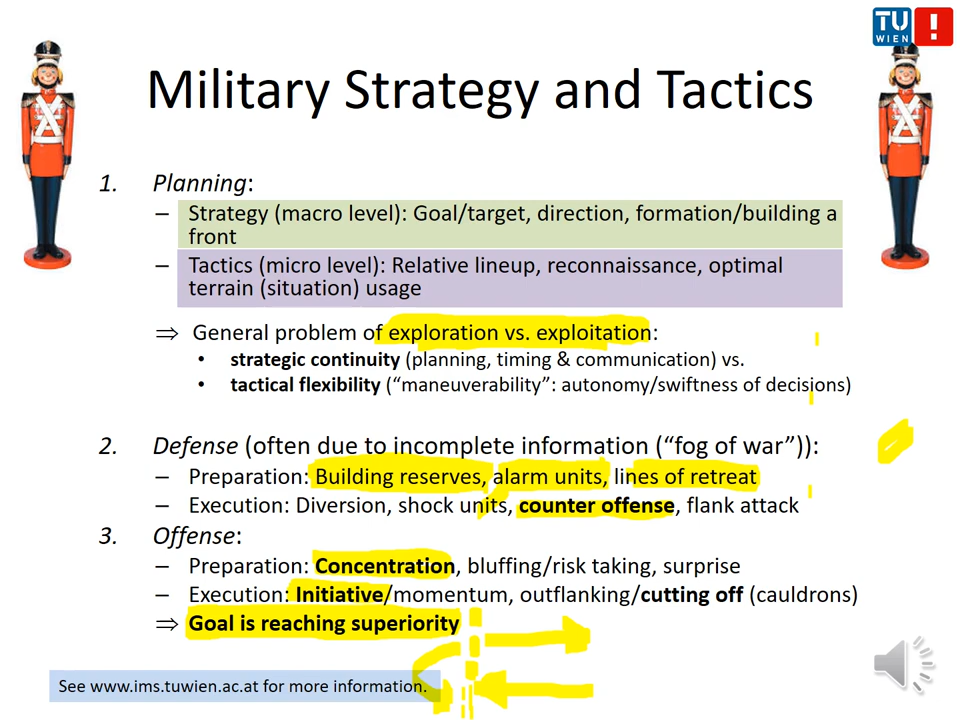 TU
WIEN
Military Strategy and Tactics
1. Planning:
– Strategy (macro level): Goal/target, direction, formation/building a
front
– Tactics (micro level): Relative lineup, reconnaissance, optimal
terrain (situation) usage
⇒ General problem of exploration vs. exploitation:
• strategic continuity (planning, timing & communication) vs.
• tactical flexibility (“maneuverability”: autonomy/swiftness of decisions)
2. Defense (often due to incomplete information (“fog of war”)):
– Preparation: Building reserves, alarm units, lines of retreat
– Execution: Diversion, shock units, counter offense, flank attack
3. Offense:
– Preparation: Concentration, bluffing/risk taking, surprise
– Execution: Initiative/momentum, outflanking/cutting off (cauldrons)
⇒ Goal is reaching superiority
See www.ims.tuwien.ac.at for more information.